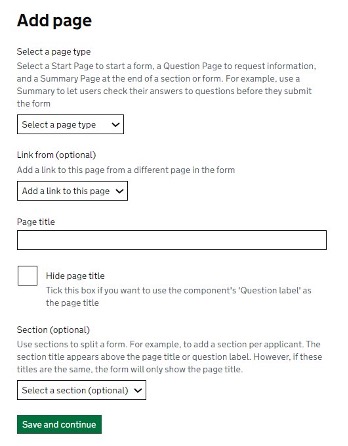 Add page
Select a page type
Select a Start Page to start a form, a Question Page to request information,
and a Summary Page at the end of a section or form. For example, use a
Summary to let users check their answers to questions before they submit
the form
Select a page type
Link from (optional)
Add a link to this page from a different page in the form
Add a link to this page
Page title
Hide page title
Tick this box if you want to use the component's 'Question label' as
the page title
Section (optional)
Use sections to split a form. For example, to add a section per applicant. The
section title appears above the page title or question label. However, if these
titles are the same, the form will only show the page title.
Select a section (optional)
Save and continue